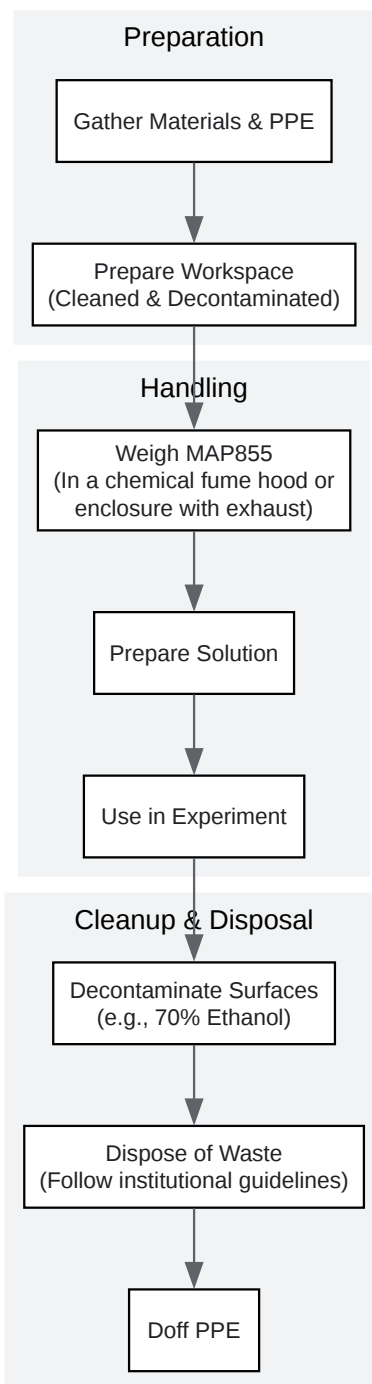 Preparation
Gather Materials & PPE
Prepare Workspace
(Cleaned & Decontaminated)
Handling
Weigh MAP855
(In a chemical fume hood or
enclosure with exhaust)
Prepare Solution
Use in Experiment
Cleanup & Disposal
Decontaminate Surfaces
(e.g., 70% Ethanol)
Dispose of Waste
(Follow institutional guidelines)
Doff PPE